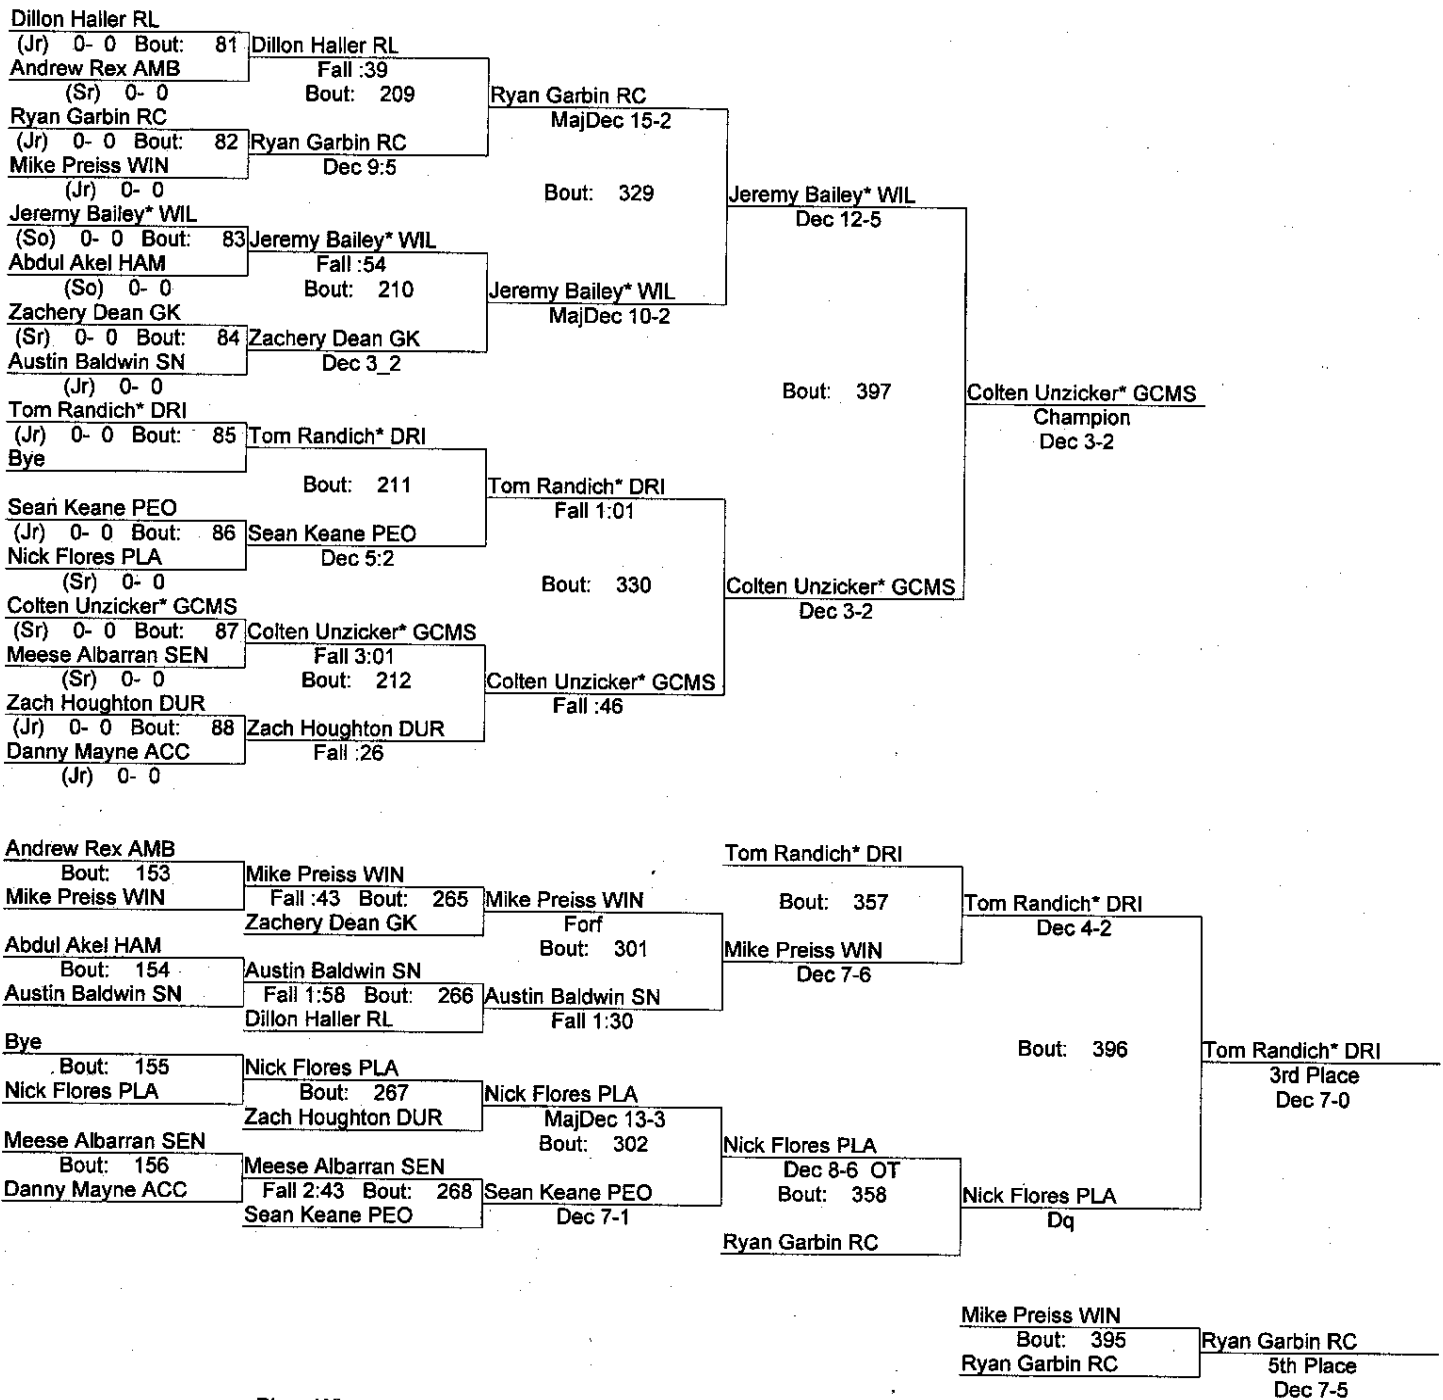 Dillon Haller RL
(Jr) 0- 0 Bout: 81 Dillon Haller RL
Andrew Rex AMB Fall :39
(Sr) 0- 0 Bout: 209 Ryan Garbin RC
Ryan Garbin RC MajDec 15-2
(Jr) 0- 0 Bout: 82 Ryan Garbin RC
Mike Preiss WIN Dec 9:5
(Jr) 0- 0 Bout: 329 Jeremy Bailey* WIL
Jeremy Bailey* WIL Dec 12-5
(So) 0- 0 Bout: 83 Jeremy Bailey* WIL
Abdul Akel HAM Fall :54
(So) 0- 0 Bout: 210 Jeremy Bailey* WIL
Zachery Dean GK MajDec 10-2
(Sr) 0- 0 Bout: 84 Zachery Dean GK
Austin Baldwin SN Dec 3_2
(Jr) 0- 0 Bout: 397 Colten Unzicker* GCMS
Tom Randich* DRI Champion
(Jr) 0- 0 Bout: 85 Tom Randich* DRI Dec 3-2
Bye
Bout: 211 Tom Randich* DRI
Sean Keane PEO Fall 1:01
(Jr) 0- 0 Bout: 86 Sean Keane PEO
Nick Flores PLA Dec 5:2
(Sr) 0- 0 Bout: 330 Colten Unzicker* GCMS
Colten Unzicker* GCMS Dec 3-2
(Sr) 0- 0 Bout: 87 Colten Unzicker* GCMS
Meese Albarran SEN Fall 3:01
(Sr) 0- 0 Bout: 212 Colten Unzicker* GCMS
Zach Houghton DUR Fall :46
(Jr) 0- 0 Bout: 88 Zach Houghton DUR
Danny Mayne ACC Fall :26
(Jr) 0- 0
Andrew Rex AMB Tom Randich* DRI
Bout: 153 Mike Preiss WIN
Mike Preiss WIN Fall :43 Bout: 265 Mike Preiss WIN Bout: 357 Tom Randich* DRI
Zachery Dean GK Forf Dec 4-2
Abdul Akel HAM Bout: 301 Mike Preiss WIN
Bout: 154 Austin Baldwin SN Dec 7-6
Austin Baldwin SN Fall 1:58 Bout: 266 Austin Baldwin SN
Dillon Haller RL Fall 1:30
Bye Bout: 396 Tom Randich* DRI
Bout: 155 Nick Flores PLA 3rd Place
Nick Flores PLA Bout: 267 Nick Flores PLA Dec 7-0
Zach Houghton DUR MajDec 13-3
Meese Albarran SEN Bout: 302 Nick Flores PLA
Bout: 156 Meese Albarran SEN Dec 8-6 OT
Danny Mayne ACC Fall 2:43 Bout: 268 Sean Keane PEO Bout: 358 Nick Flores PLA
Sean Keane PEO Dec 7-1 Dq
Ryan Garbin RC
Mike Preiss WIN
Bout: 395 Ryan Garbin RC
Ryan Garbin RC 5th Place
Dec 7-5